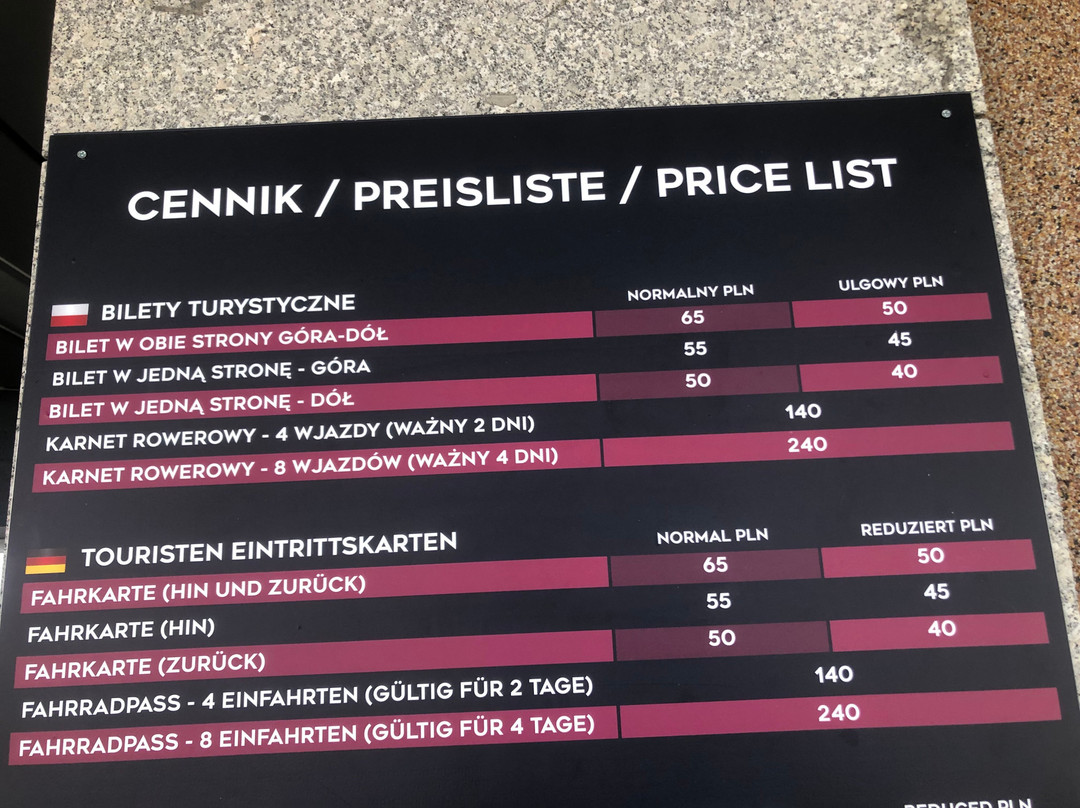 CENNIK / PREISLISTE / PRICE LIST
BILETY TURYSTYCZNE NORMALNY PLN ULGOWY PLN
BILET W OBIE STRONY GÓRA-DÓŁ 65 50
BILET W JEDNĄ STRONĘ - GÓRA 55 45
BILET W JEDNĄ STRONĘ - DÓŁ 50 40
KARNET ROWEROWY - 4 WJAZDY (WAŻNY 2 DNI) 140
KARNET ROWEROWY - 8 WJAZDÓW (WAŻNY 4 DNI) 240
TOURISTEN EINTRITTSKARTEN NORMAL PLN REDUZIERT PLN
FAHRKARTE (HIN UND ZURÜCK) 65 50
FAHRKARTE (HIN) 55 45
FAHRKARTE (ZURÜCK) 50 40
FAHRRADPASS - 4 EINFAHRTEN (GÜLTIG FÜR 2 TAGE) 140
FAHRRADPASS - 8 EINFAHRTEN (GÜLTIG FÜR 4 TAGE) 240
REDUCED PLN